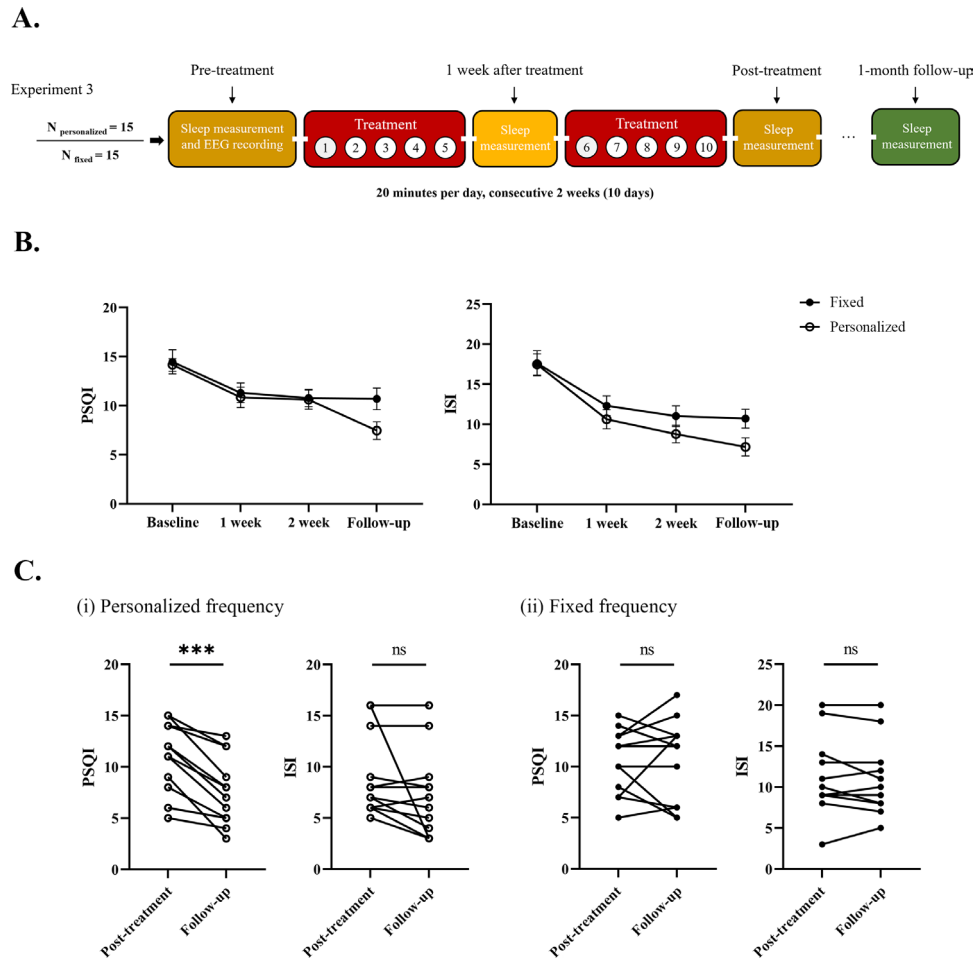 A.
Pre-treatment
1 week after treatment
Post-treatment
1-month follow-up
Experiment 3
N personalized = 15
N fixed = 15
Sleep measurement
and EEG recording
Treatment
1 2 3 4 5
Sleep
measurement
Treatment
6 7 8 9 10
Sleep
measurement
...
Sleep
measurement
20 minutes per day, consecutive 2 weeks (10 days)
B.
PSQI
20
15
10
5
0
Baseline 1 week 2 week Follow-up
ISI
25
20
15
10
5
0
Baseline 1 week 2 week Follow-up
Fixed
Personalized
C.
(i) Personalized frequency
PSQI
20
15
10
5
0
***
Post-treatment
Follow-up
ISI
20
15
10
5
0
ns
Post-treatment
Follow-up
(ii) Fixed frequency
PSQI
20
15
10
5
0
ns
Post-treatment
Follow-up
ISI
25
20
15
10
5
0
ns
Post-treatment
Follow-up